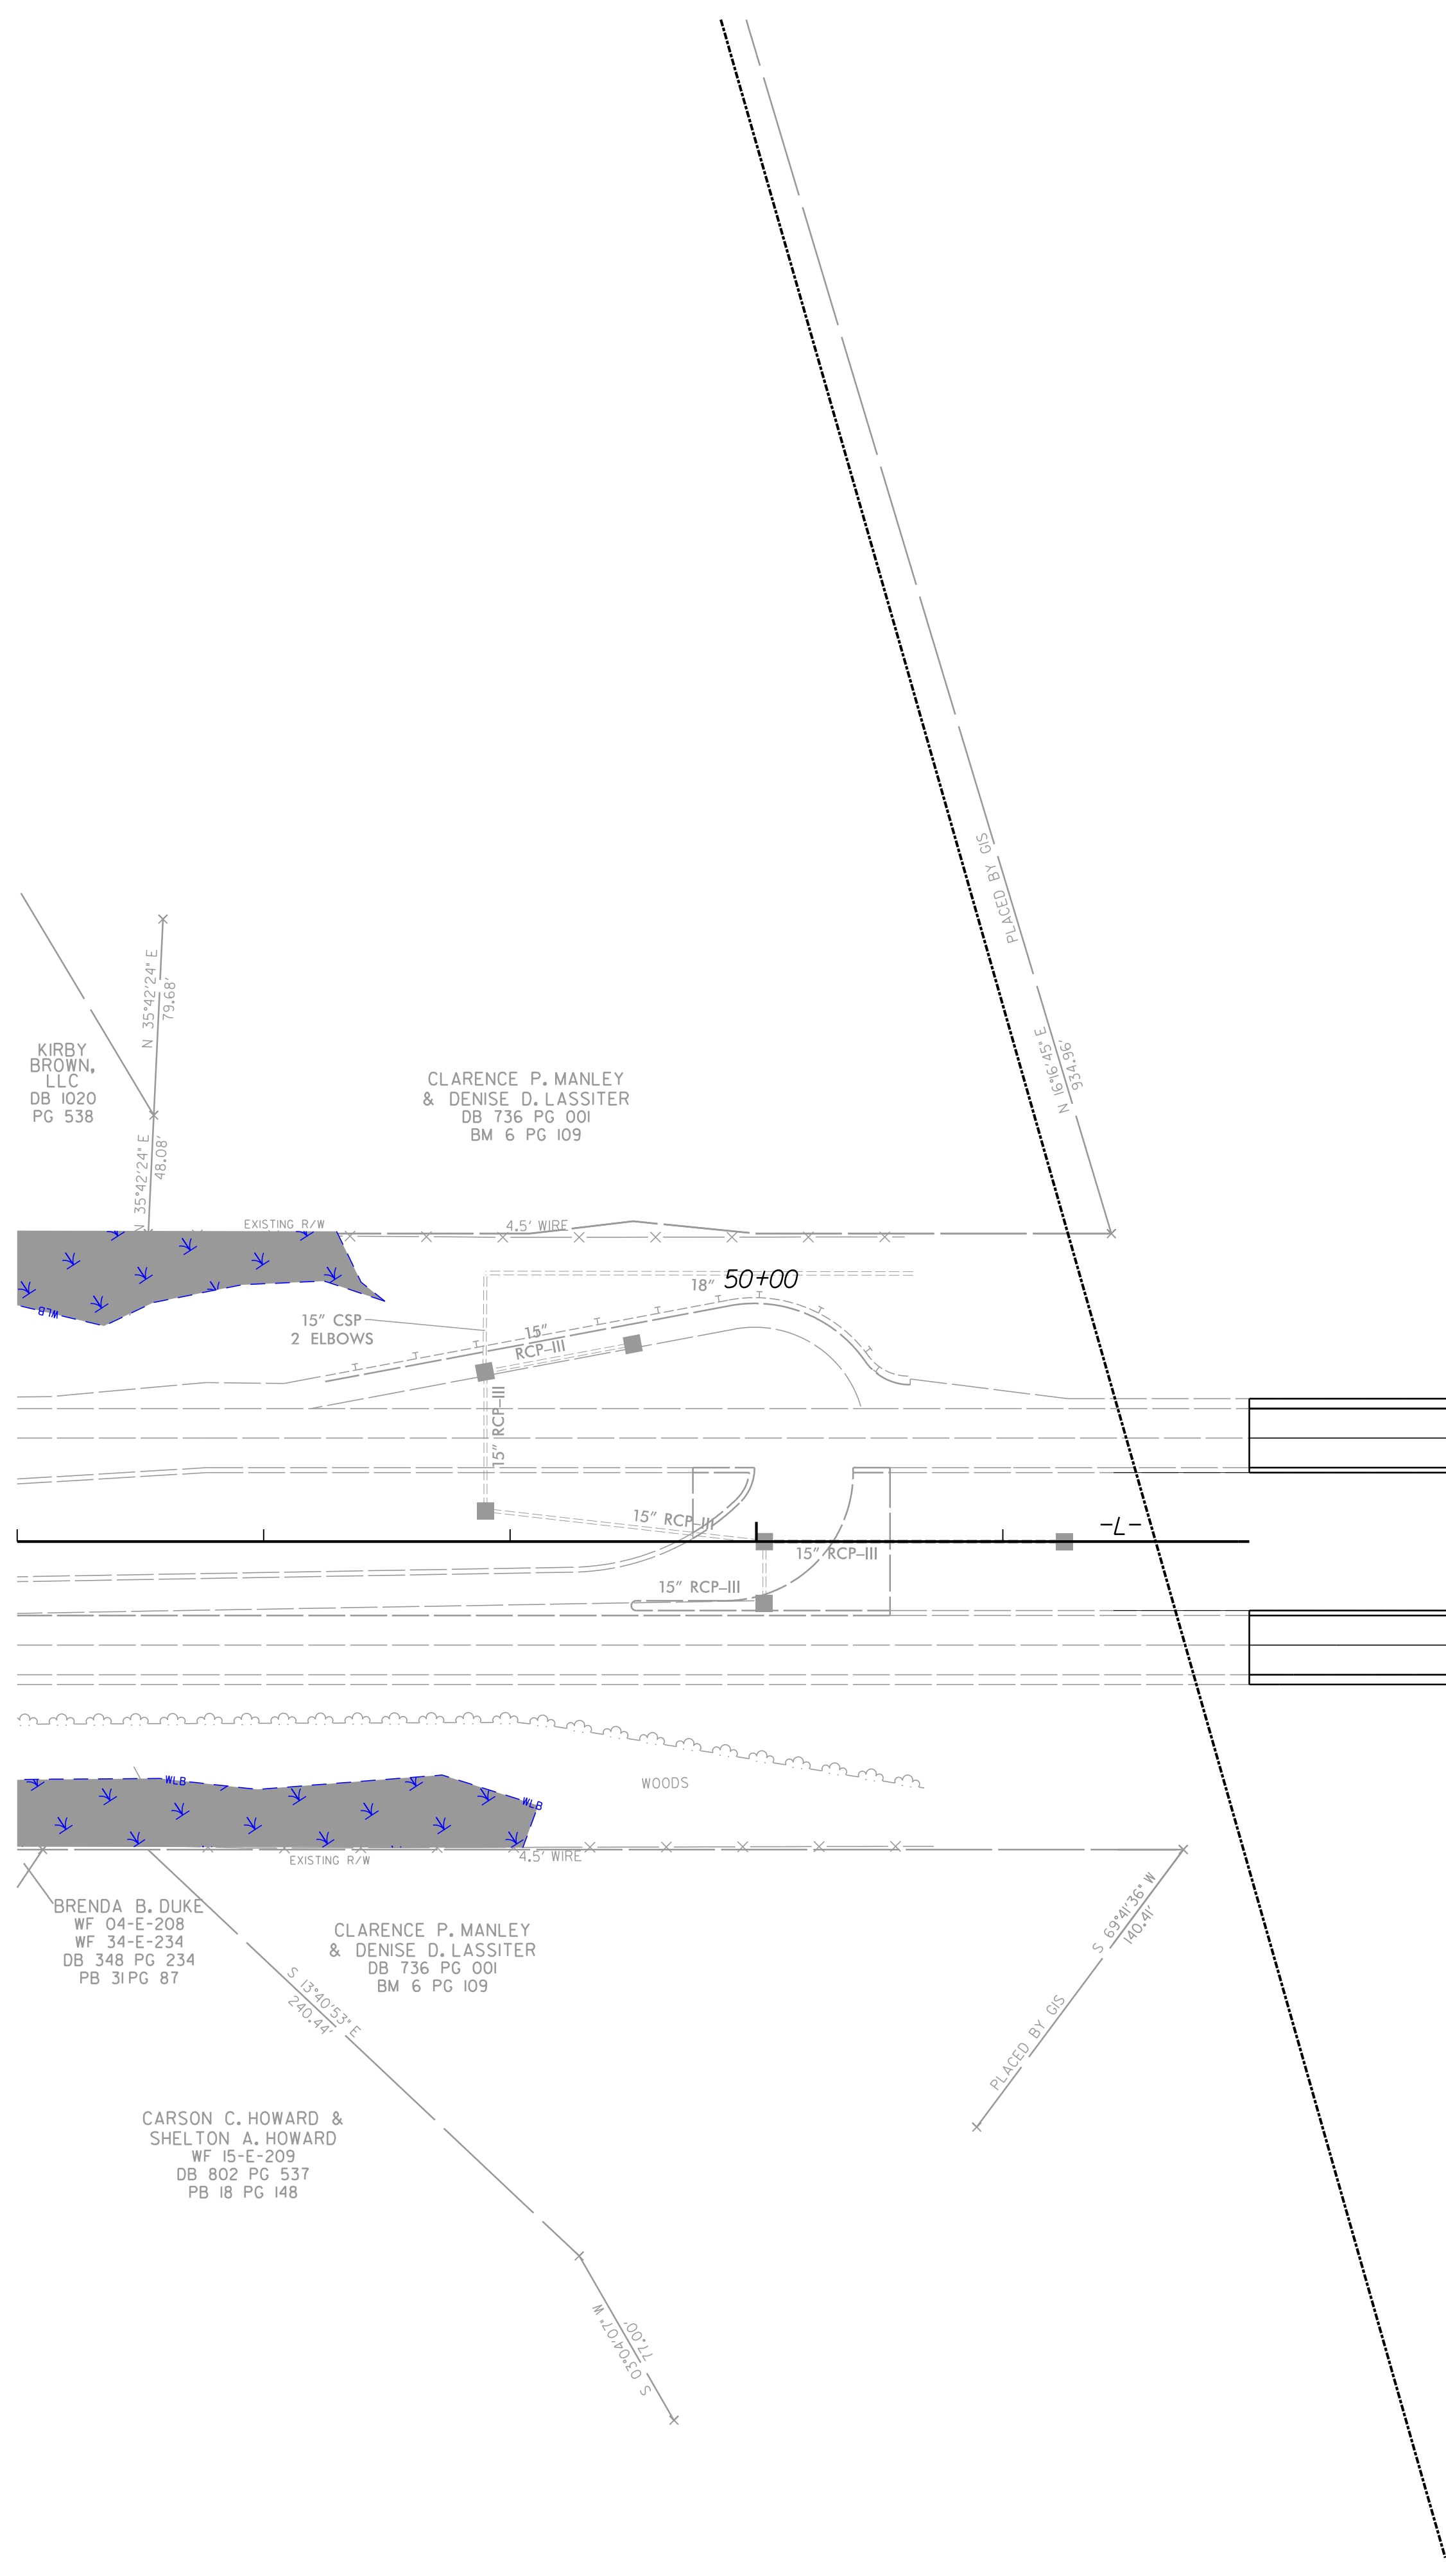 PLACED BY GIS
N 16°16'45" E
934.96'
N 35°42'24" E
79.68'
KIRBY
BROWN,
LLC
DB 1020
PG 538
CLARENCE P. MANLEY
& DENISE D. LASSITER
DB 736 PG 001
BM 6 PG 109
N 35°42'24" E
48.08'
EXISTING R/W
4.5' WIRE
WLB
18"
50+00
15" CSP
2 ELBOWS
15"
RCP-III
15" RCP-III
15" RCP-III
-L-
15" RCP-III
15" RCP-III
WLB
WOODS
WLB
EXISTING R/W
4.5' WIRE
BRENDA B. DUKE
WF 04-E-208
WF 34-E-234
DB 348 PG 234
PB 31 PG 87
CLARENCE P. MANLEY
& DENISE D. LASSITER
DB 736 PG 001
BM 6 PG 109
S 69°41'36" W
140.41'
S 13°40'53" E
240.44'
PLACED BY GIS
CARSON C. HOWARD &
SHELTON A. HOWARD
WF 15-E-209
DB 802 PG 537
PB 18 PG 148
S 03°04'07" W
77.00'